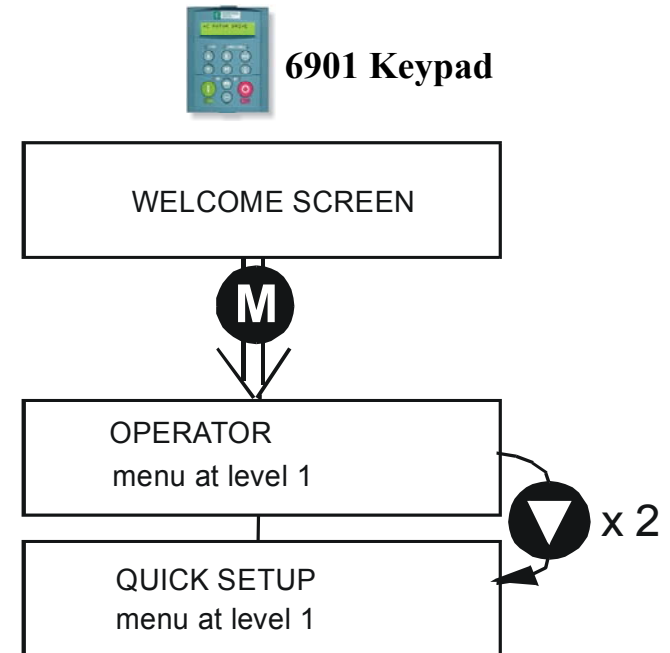 6901 Keypad
WELCOME SCREEN
M
OPERATOR
menu at level 1
x 2
QUICK SETUP
menu at level 1